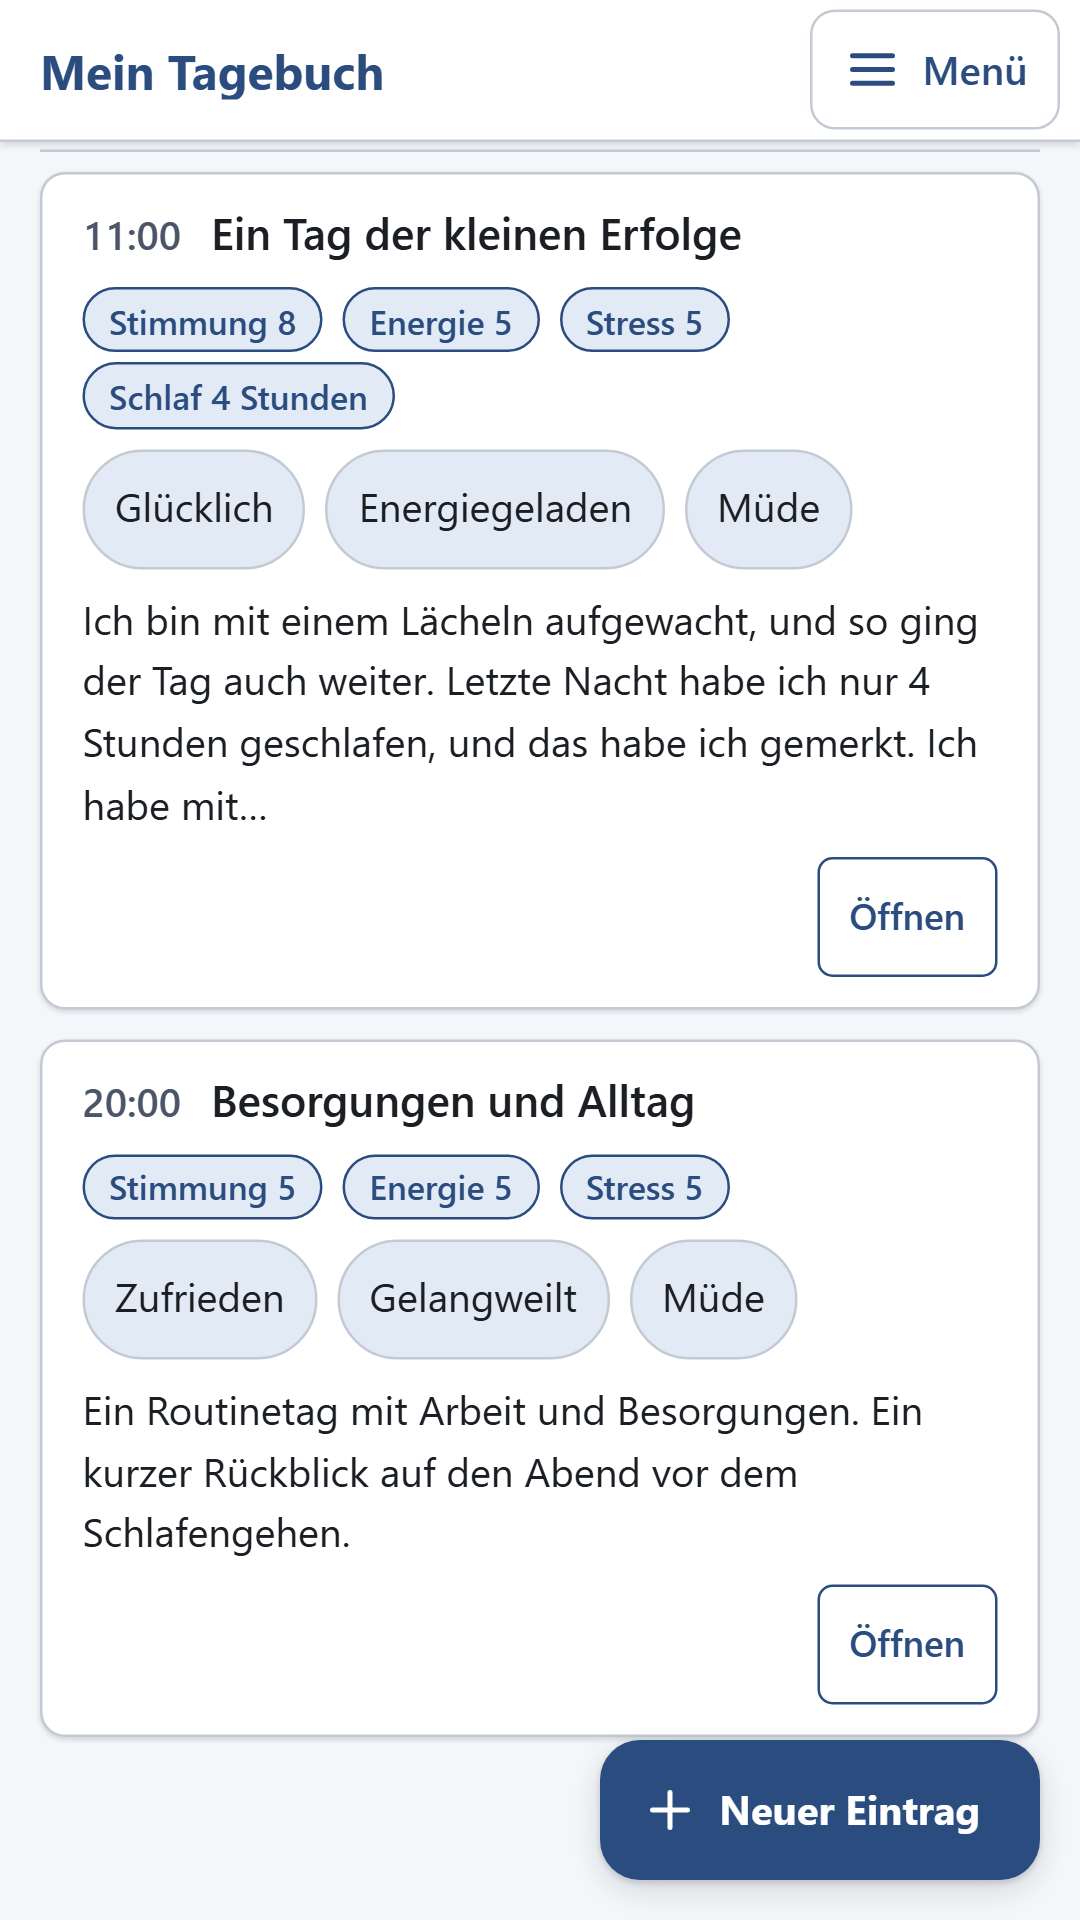 Mein Tagebuch
Menü
11:00 Ein Tag der kleinen Erfolge
Stimmung 8 Energie 5 Stress 5
Schlaf 4 Stunden
Glücklich Energiegeladen Müde
Ich bin mit einem Lächeln aufgewacht, und so ging
der Tag auch weiter. Letzte Nacht habe ich nur 4
Stunden geschlafen, und das habe ich gemerkt. Ich
habe mit…
Öffnen
20:00 Besorgungen und Alltag
Stimmung 5 Energie 5 Stress 5
Zufrieden Gelangweilt Müde
Ein Routinetag mit Arbeit und Besorgungen. Ein
kurzer Rückblick auf den Abend vor dem
Schlafengehen.
Öffnen
Neuer Eintrag